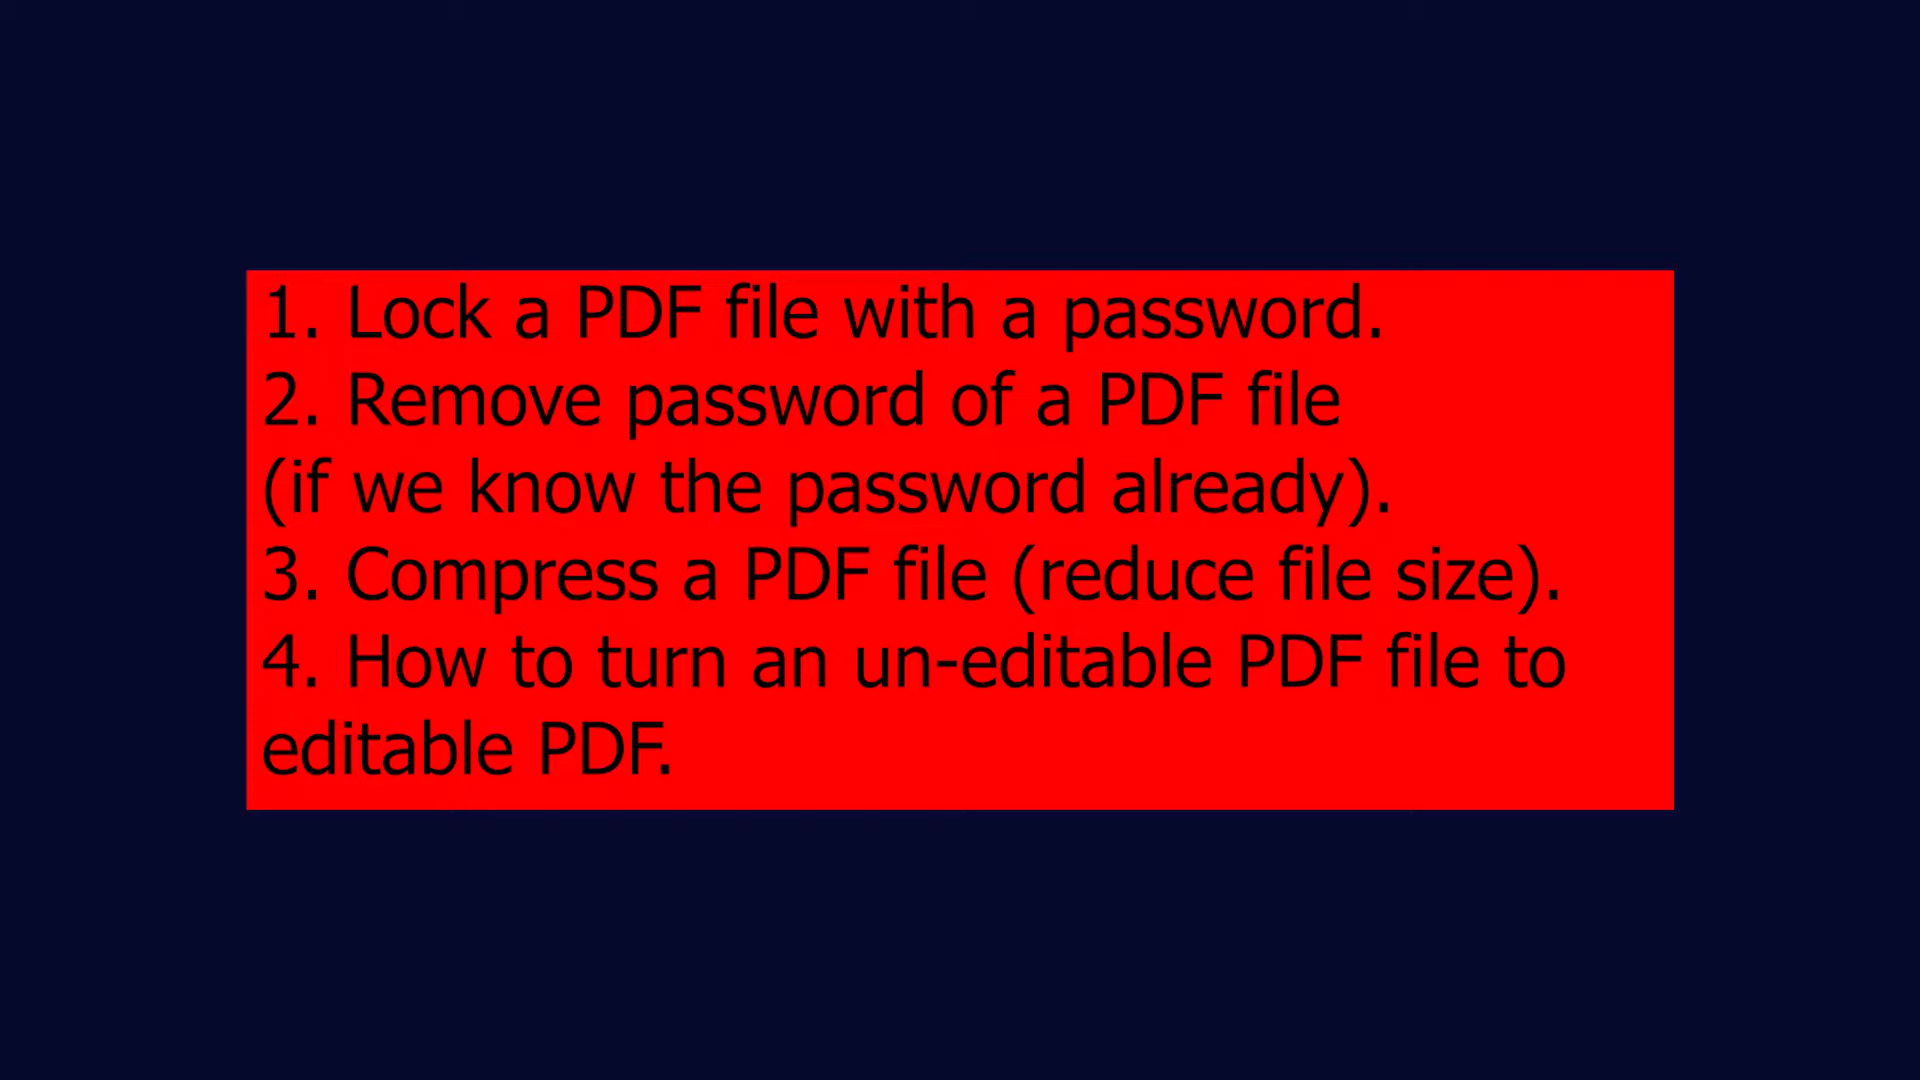 1. Lock a PDF file with a password.
2. Remove password of a PDF file
(if we know the password already).
3. Compress a PDF file (reduce file size).
4. How to turn an un-editable PDF file to
editable PDF.